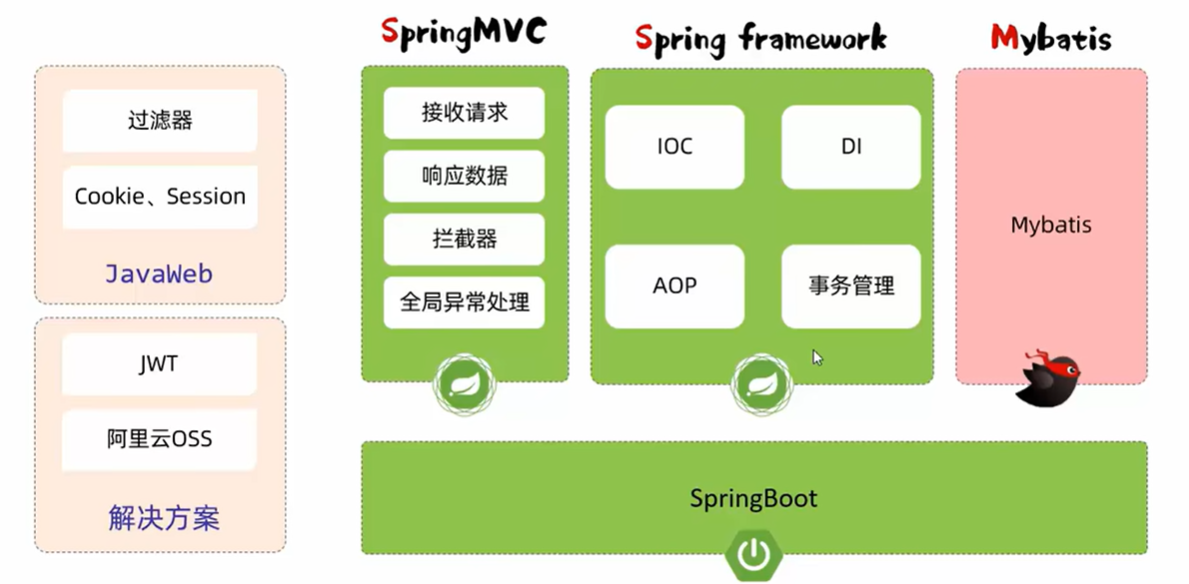 过滤器
Cookie、Session
JavaWeb
JWT
阿里云OSS
解决方案
SpringMVC
接收请求
响应数据
拦截器
全局异常处理
Spring framework
IOC
DI
AOP
事务管理
Mybatis
Mybatis
SpringBoot